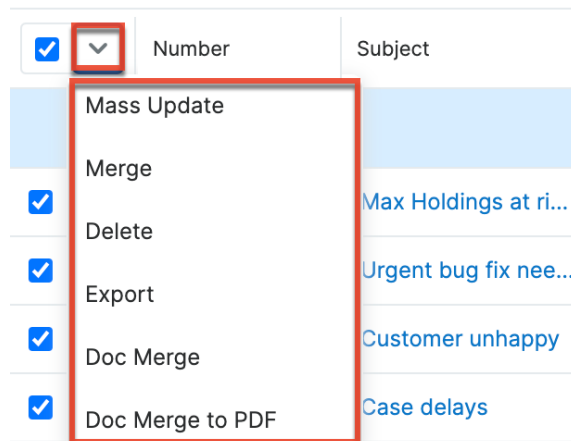 Number Subject
Mass Update
Merge
Max Holdings at ri...
Delete
Urgent bug fix nee...
Export
Customer unhappy
Doc Merge
Case delays
Doc Merge to PDF